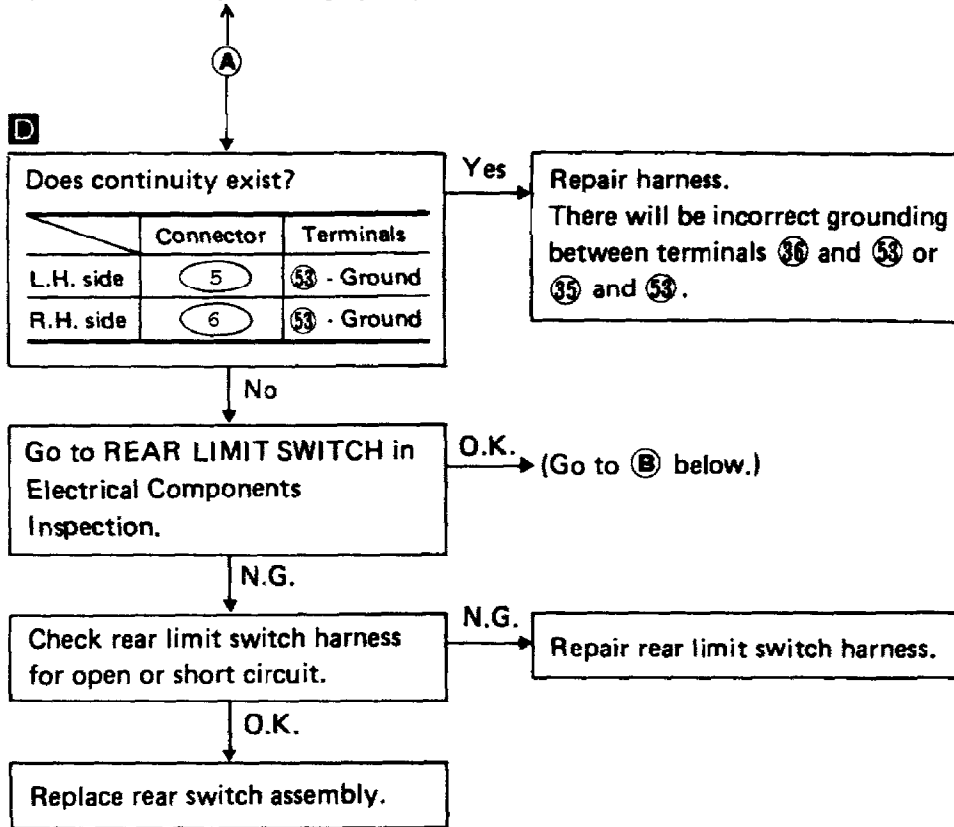 A
D
Does continuity exist?
Connector Terminals
L.H. side 5 53 - Ground
R.H. side 6 53 - Ground
Yes
Repair harness.
There will be incorrect grounding
between terminals 36 and 53 or
35 and 53.
No
Go to REAR LIMIT SWITCH in
Electrical Components
Inspection.
O.K.
(Go to B below.)
N.G.
Check rear limit switch harness
for open or short circuit.
N.G.
Repair rear limit switch harness.
O.K.
Replace rear switch assembly.